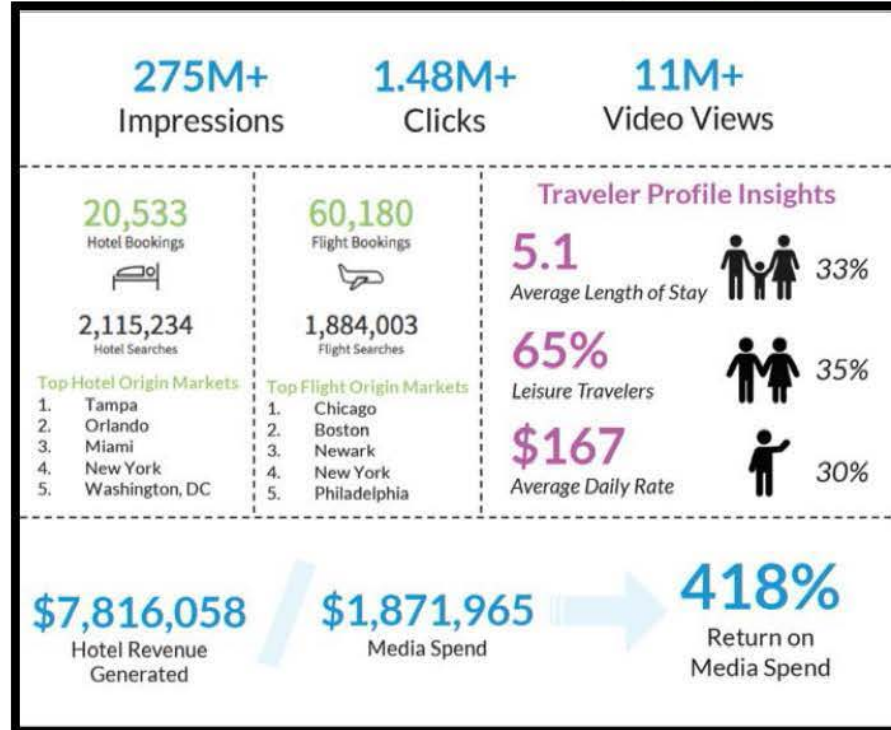 275M+
Impressions
1.48M+
Clicks
11M+
Video Views
20,533
Hotel Bookings
2,115,234
Hotel Searches
Top Hotel Origin Markets
1. Tampa
2. Orlando
3. Miami
4. New York
5. Washington, DC
60,180
Flight Bookings
1,884,003
Flight Searches
Top Flight Origin Markets
1. Chicago
2. Boston
3. Newark
4. New York
5. Philadelphia
Traveler Profile Insights
5.1
Average Length of Stay
33%
65%
Leisure Travelers
35%
$167
Average Daily Rate
30%
$7,816,058
Hotel Revenue
Generated
/
$1,871,965
Media Spend
418%
Return on
Media Spend